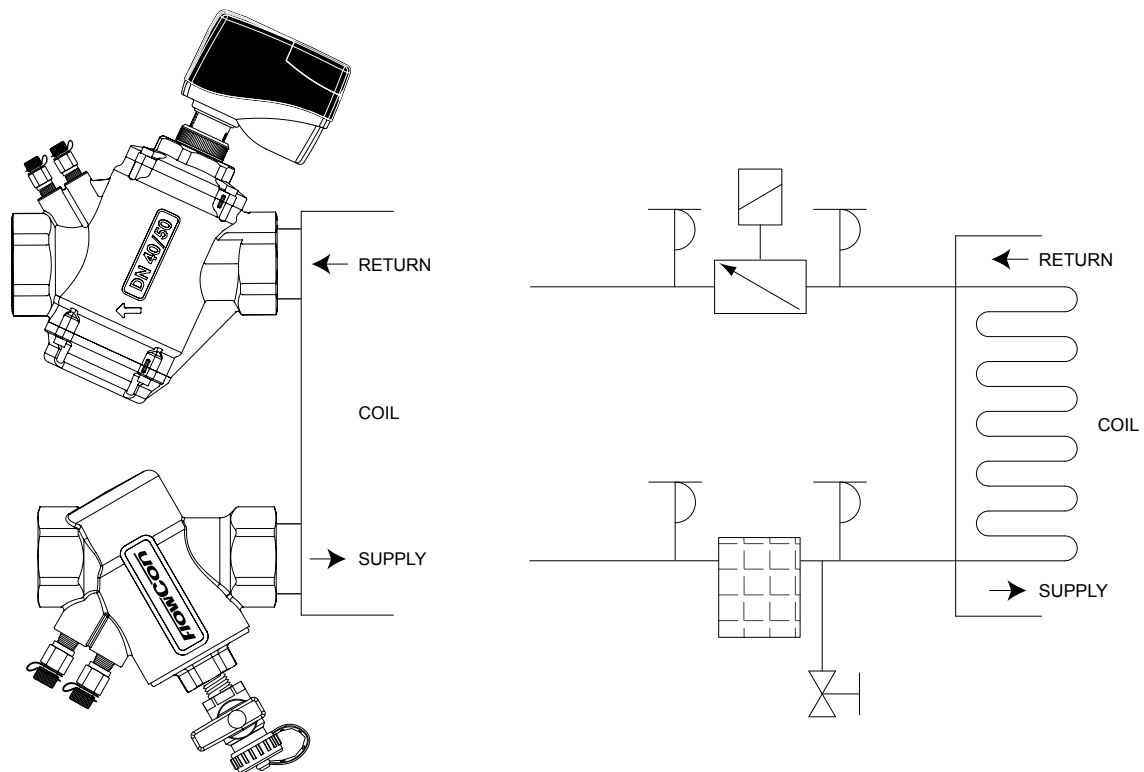 DN 40/50
RETURN
COIL
SUPPLY
FlowCon
RETURN
COIL
SUPPLY